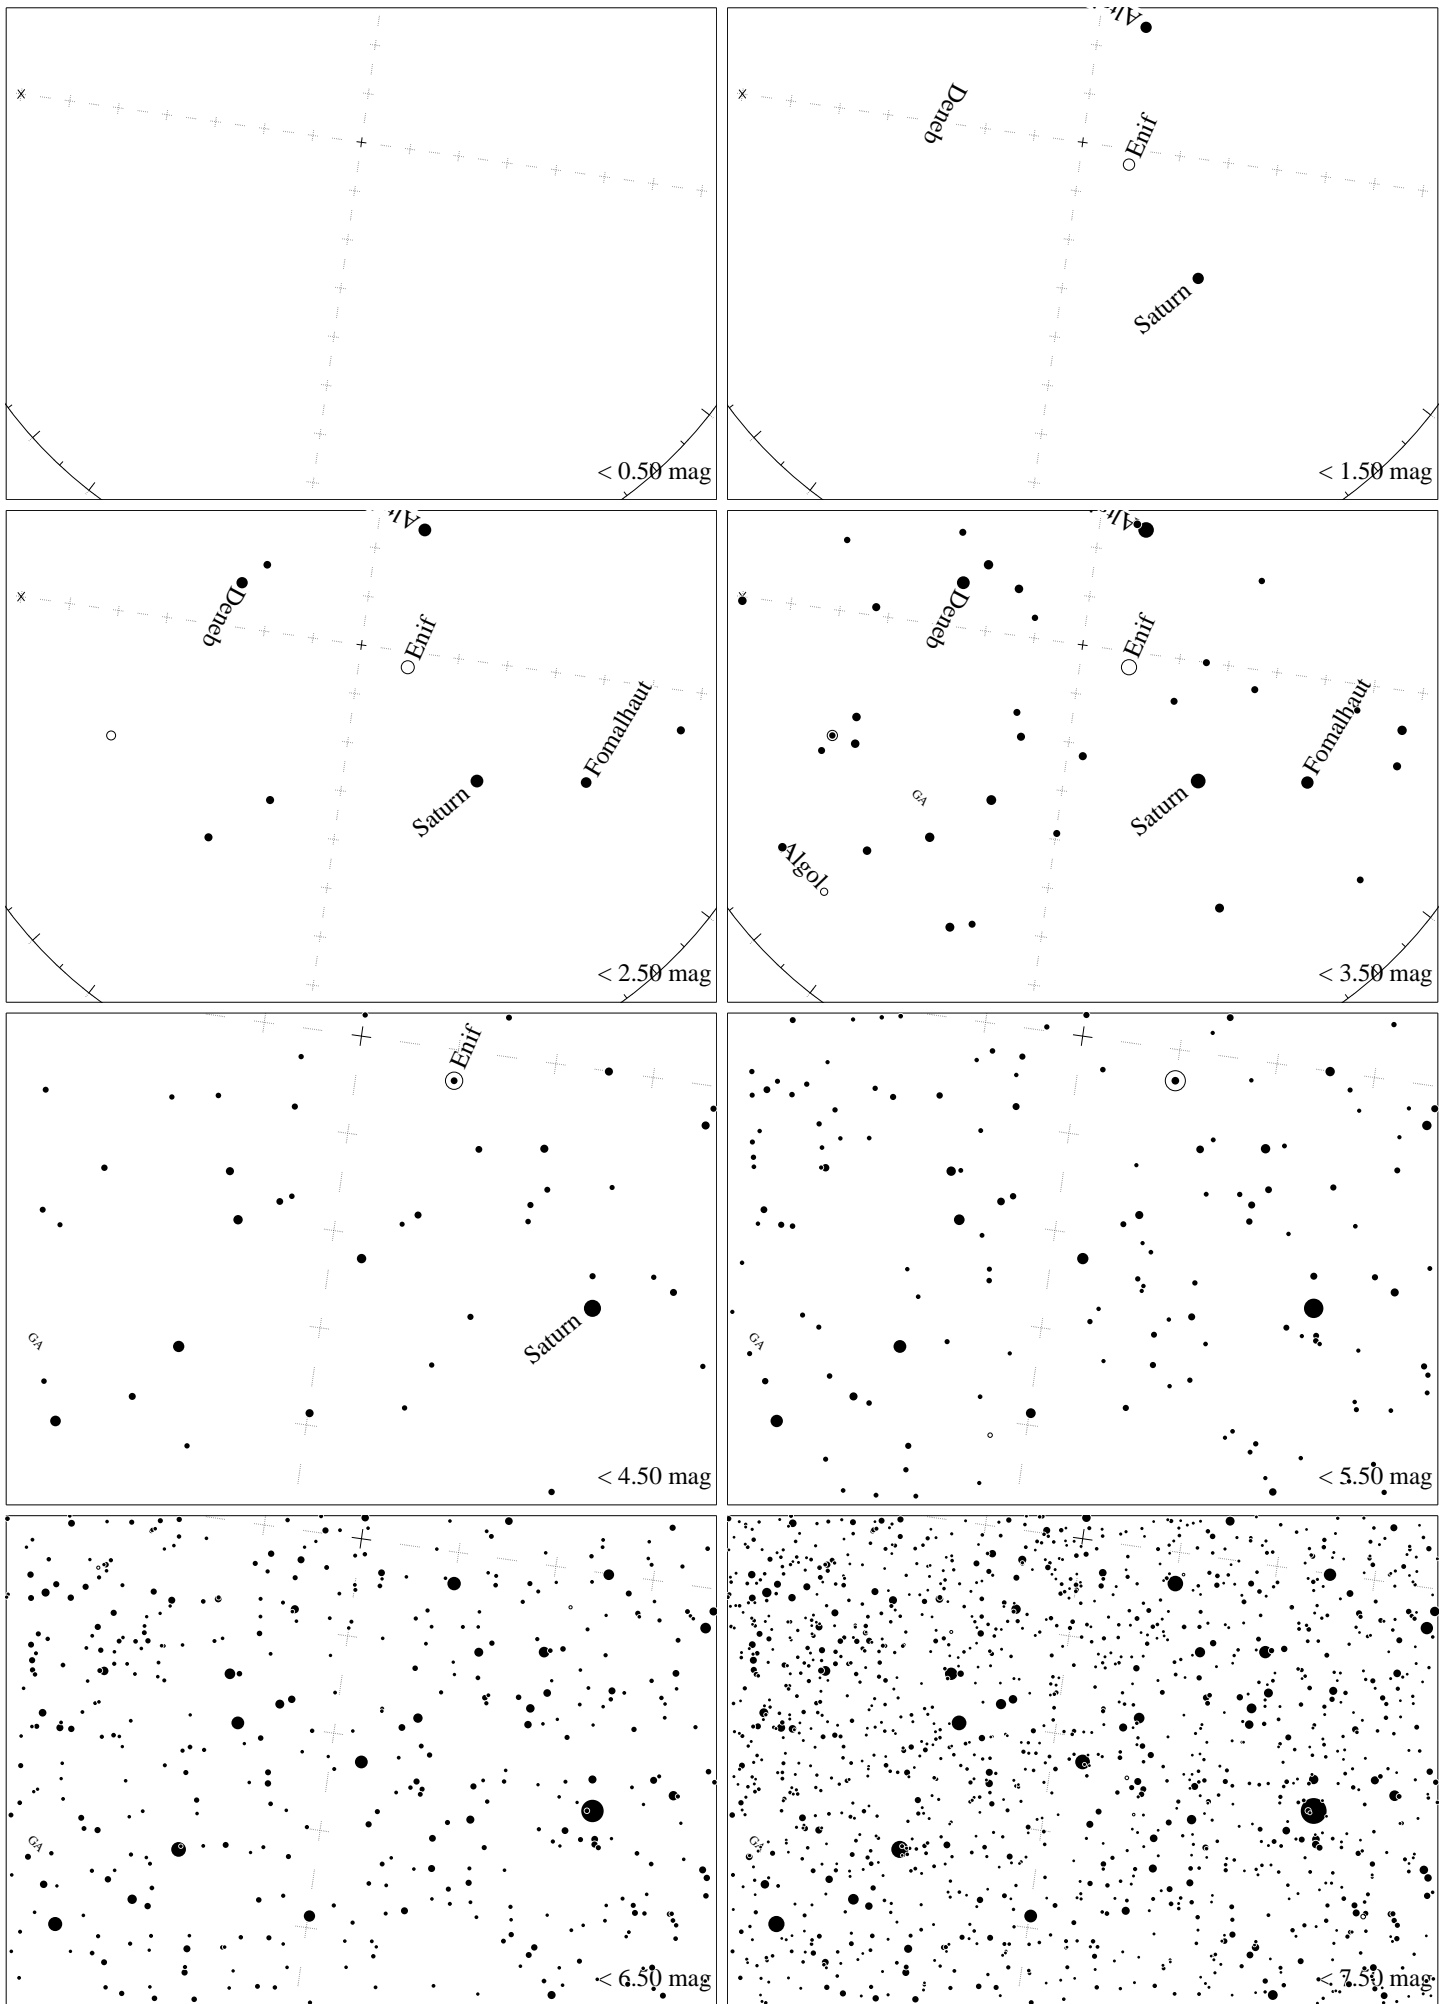 < 0.50 mag
Deneb
Enif
Saturn
< 1.50 mag
Deneb
Enif
Fomalhaut
Saturn
< 2.50 mag
Deneb
Enif
Fomalhaut
GA
Saturn
Algol
< 3.50 mag
Enif
GA
Saturn
< 4.50 mag
GA
< 5.50 mag
GA
< 6.50 mag
GA
< 7.50 mag